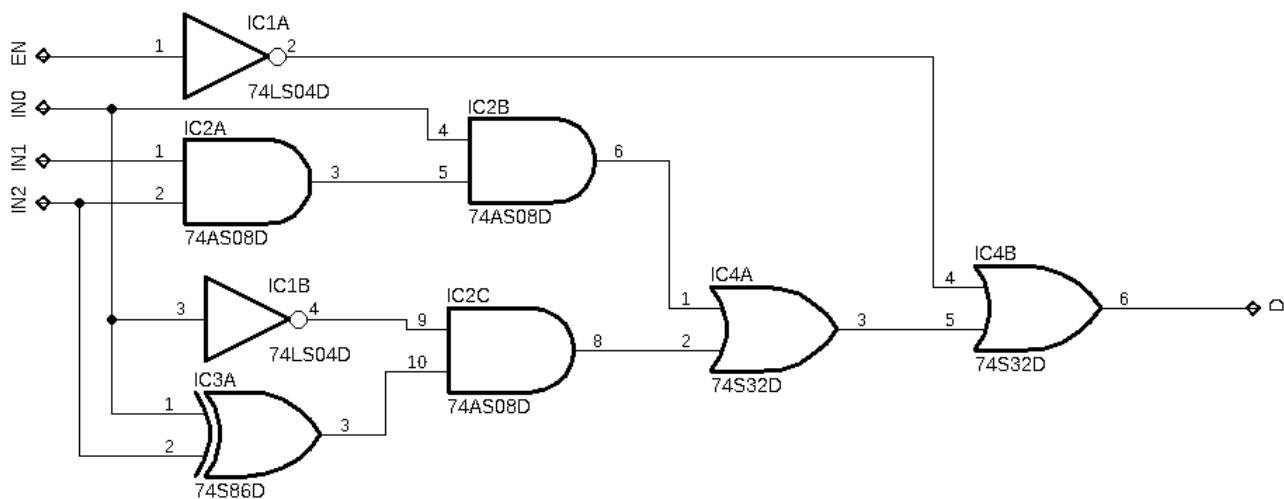 EN
IN0
IN1
IN2
IC1A
1
2
74LS04D
IC2A
1
2
3
74AS08D
IC2B
4
5
6
74AS08D
IC1B
3
4
74LS04D
IC2C
9
10
8
74AS08D
IC3A
1
2
3
74S86D
IC4A
1
2
3
74S32D
IC4B
4
5
6
74S32D
D